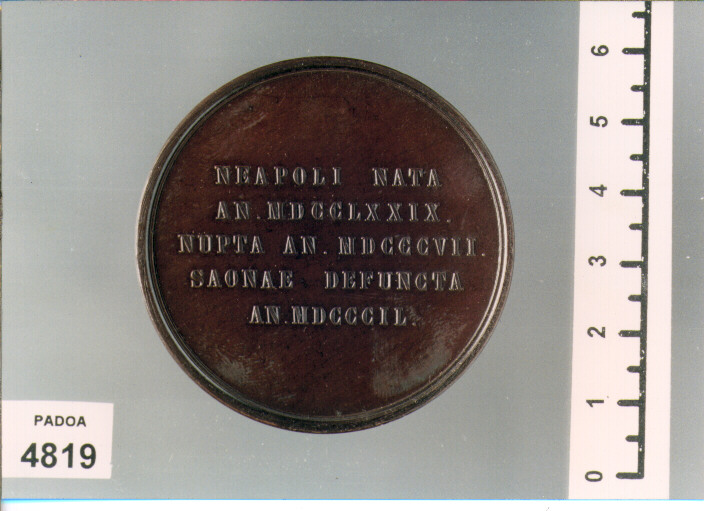 NEAPOLI NATA
AN. MDCCLXXIX.
NUPTA AN. MDCCCVII.
SAONAE DEFUNCTA
AN. MDCCCIL.
PADOA
4819
6
5
4
3
2
1
0